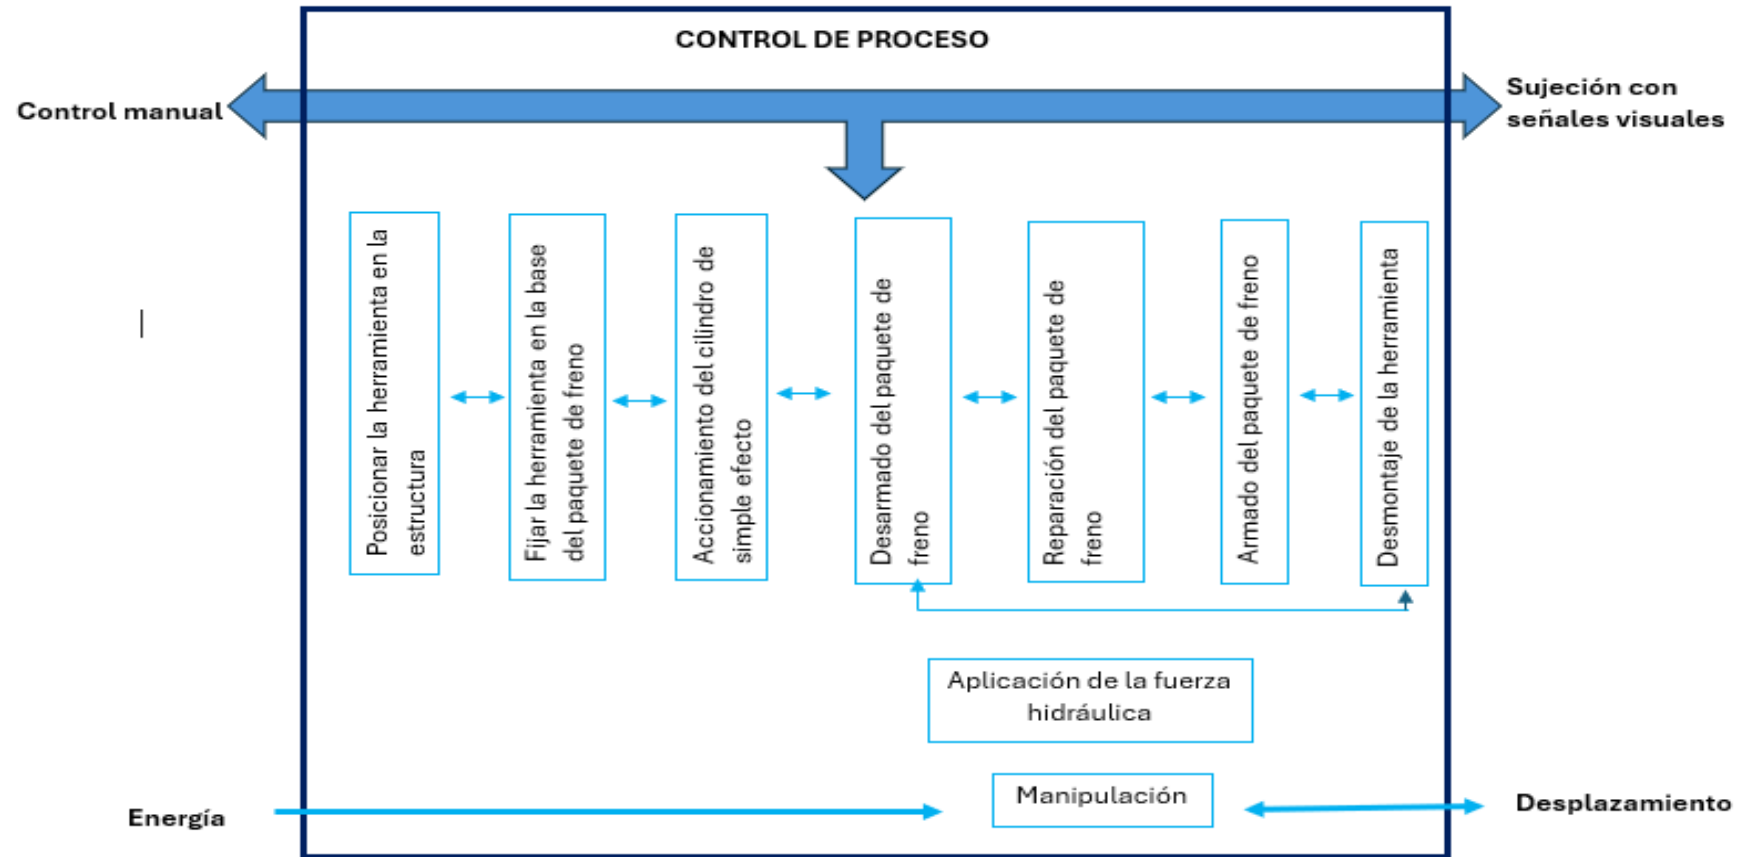 CONTROL DE PROCESO
Control manual
Sujeción con
señales visuales
Posicionar la herramienta en la
estructura
Fijar la herramienta en la base
del paquete de freno
Accionamiento del cilindro de
simple efecto
Desarmado del paquete de
freno
Reparación del paquete de
freno
Armado del paquete de freno
Desmontaje de la herramienta
Aplicación de la fuerza
hidráulica
Manipulación
Energía
Desplazamiento